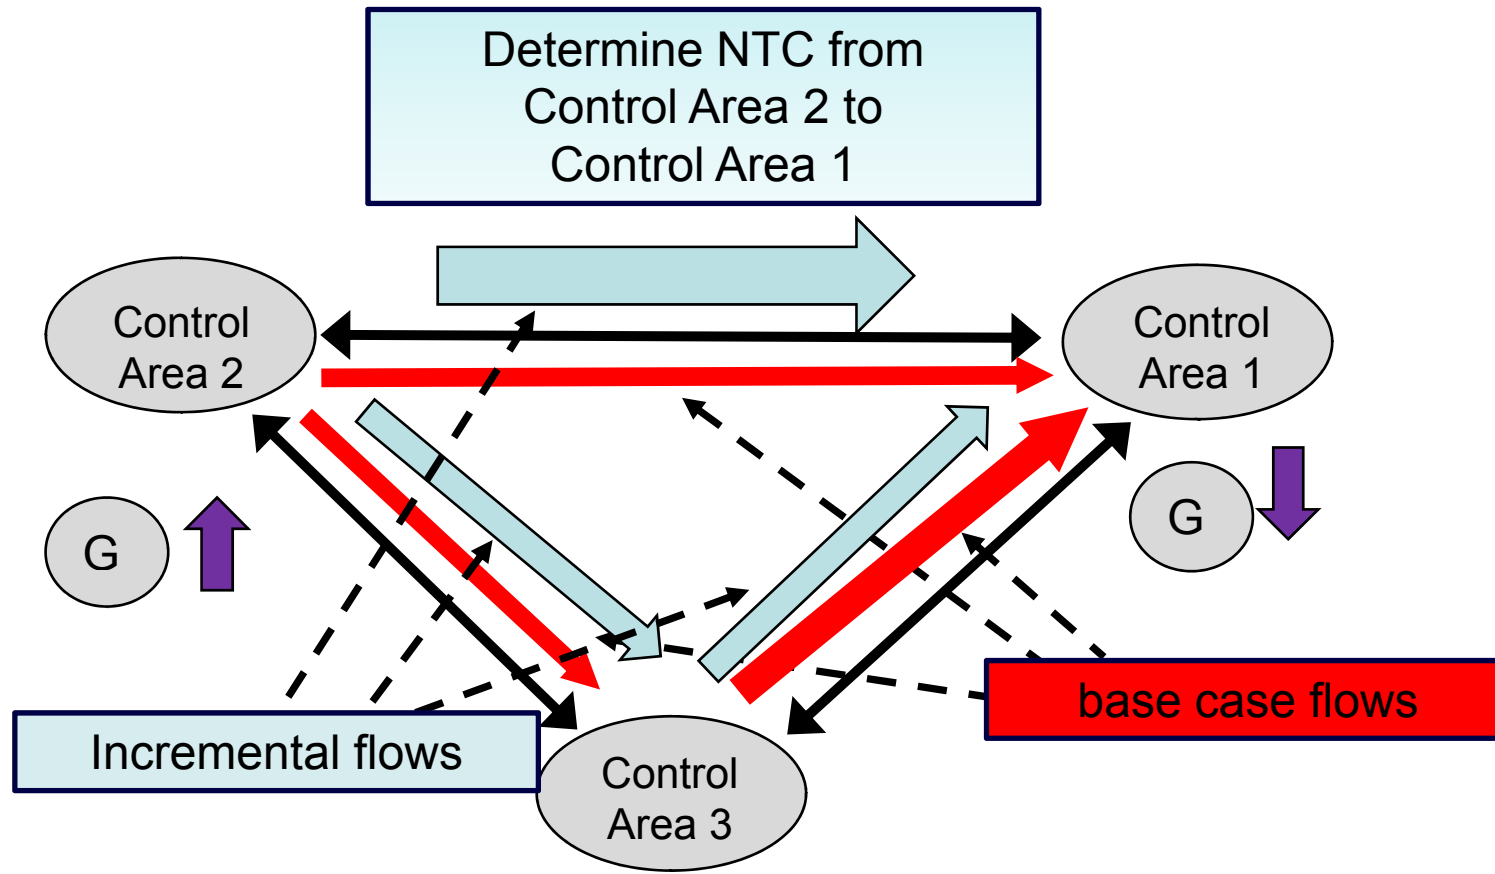 Determine NTC from
Control Area 2 to
Control Area 1
Control
Area 2
Control
Area 1
G
G
base case flows
Incremental flows
Control
Area 3